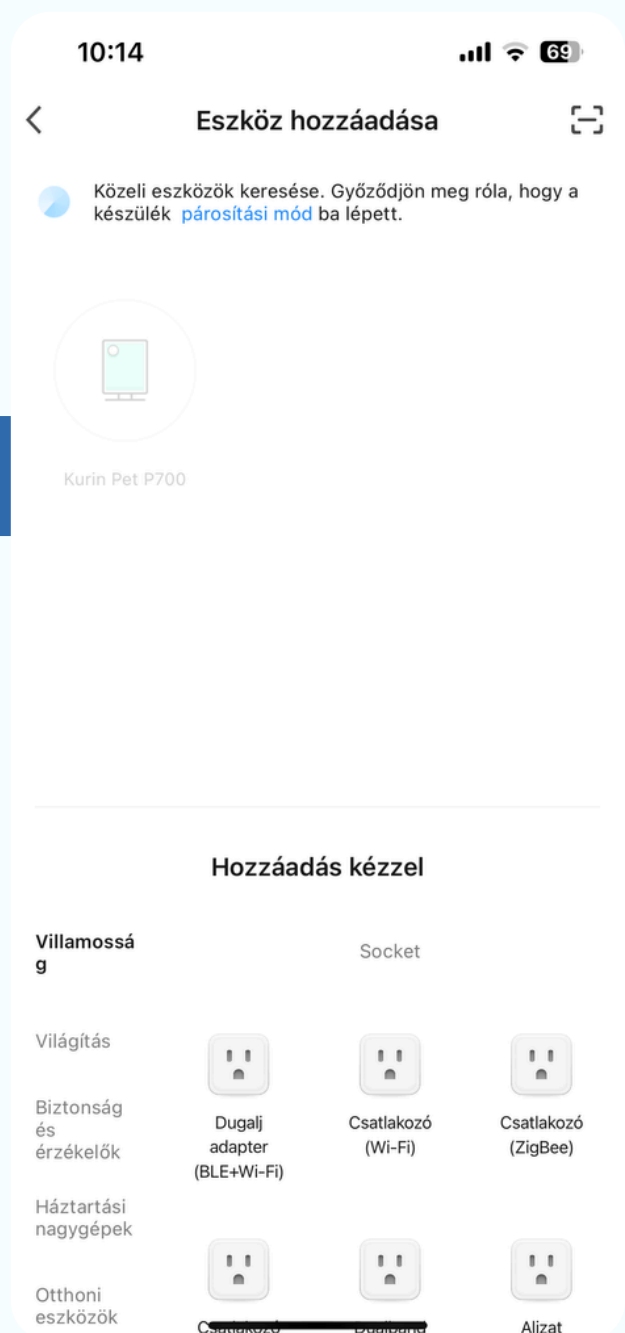 10:14
69
Eszköz hozzáadása
Közeli eszközök keresése. Győződjön meg róla, hogy a
készülék párosítási mód ba lépett.
Kurin Pet P700
Hozzáadás kézzel
Villamossá
g
Socket
Világítás
Biztonság
és
érzékelők
Háztartási
nagygépek
Otthoni
eszközök
Dugalj
adapter
(BLE+Wi-Fi)
Csatlakozó
(Wi-Fi)
Csatlakozó
(ZigBee)
Alizat